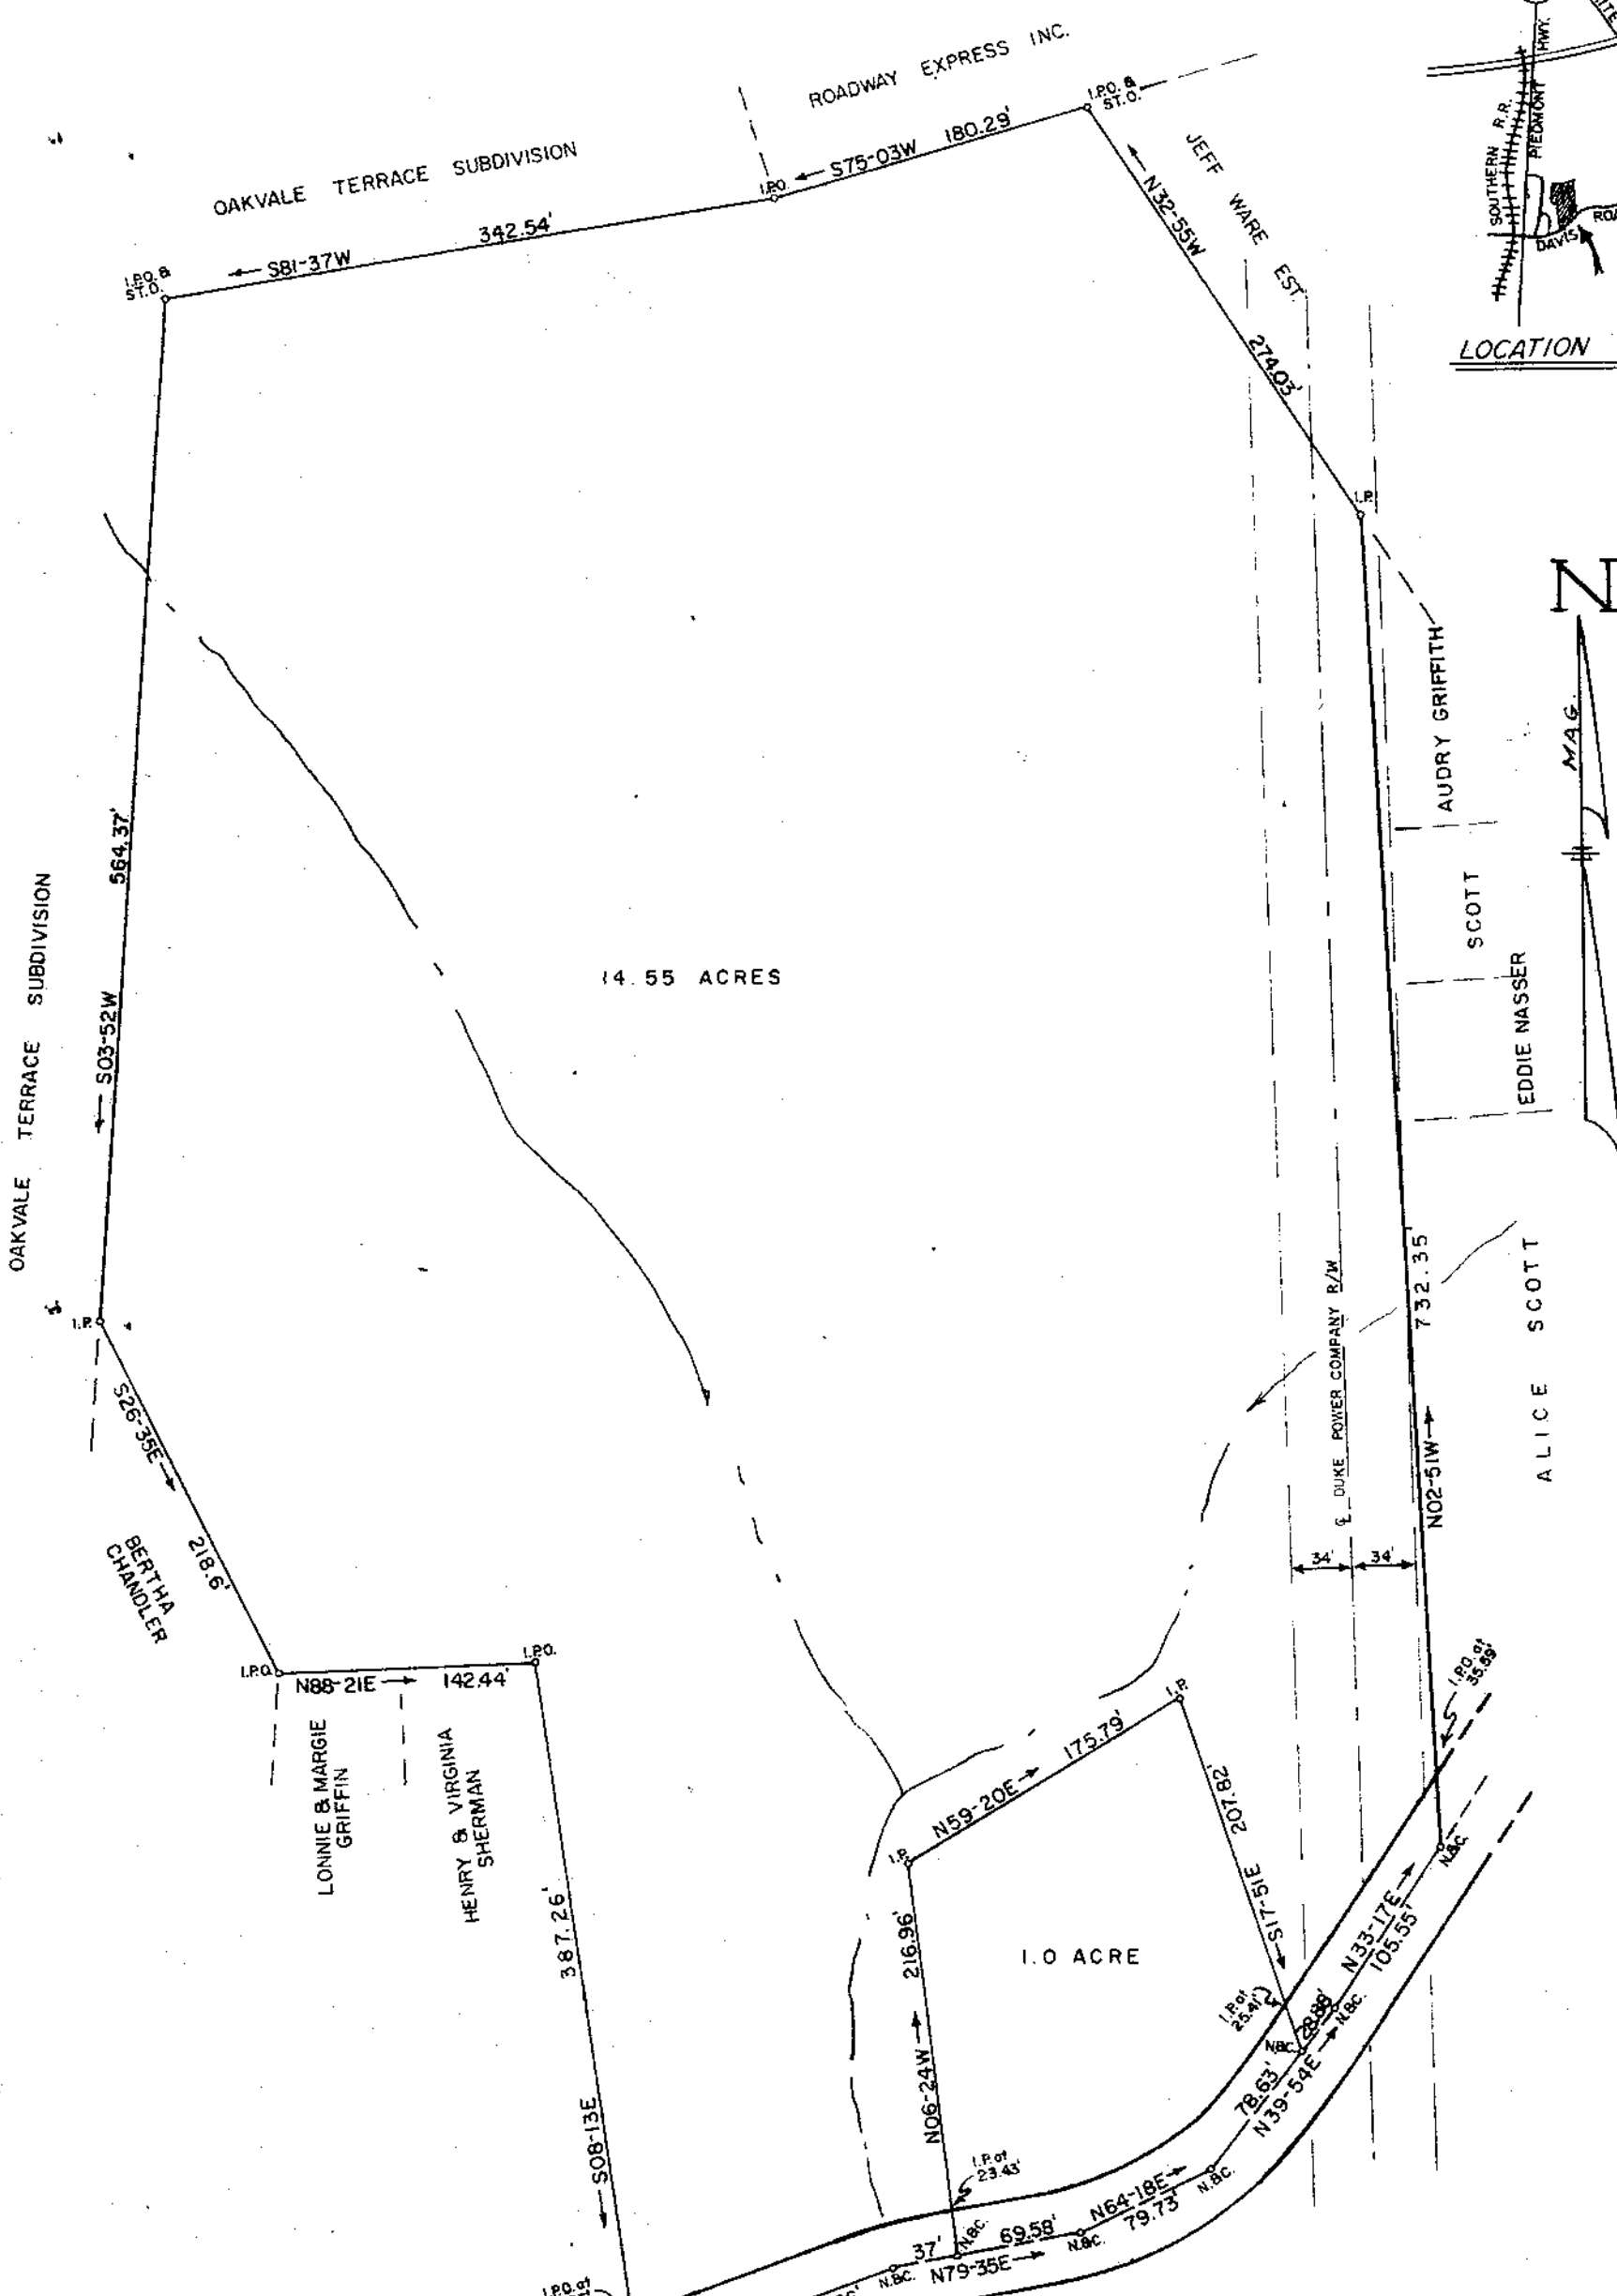 ROADWAY EXPRESS INC.
I.P.O. &
ST. O.
S75-03W 180.29'
I.P.O.
OAKVALE TERRACE SUBDIVISION
342.54'
S81-37W
I.P.O. &
ST. O.
JEFF WARE EST.
N32-55W
274.03'
I.P.
SOUTHERN R.R.
PIEDMONT HWY.
DAVIS
LOCATION
N
MAG.
AUDRY GRIFFITH
SCOTT
EDDIE NASSER
ALICE SCOTT
732.35'
N02-51W
OAKVALE TERRACE SUBDIVISION
564.37'
S03-52W
14.55 ACRES
I.P.
S26-35E
218.6'
BERTHA
CHANDLER
I.P.O.
N88-21E 142.44'
I.P.O.
LONNIE & MARGIE
GRIFFIN
HENRY & VIRGINIA
SHERMAN
387.26'
S08-13E
℄ DUKE POWER COMPANY R/W
34' 34'
I.P.O. at
35.69'
I.P.
N59-20E 175.79'
I.P.
207.82'
S17-51E
216.96'
N06-24W
1.0 ACRE
I.P. at
25.41'
I.P. at
23.43'
N.&C.
N33-17E
105.55'
N.&C.
28.88'
N.&C.
78.63'
N39-54E
N.&C.
N64-18E
79.73'
N.&C.
69.58'
N.&C.
37'
N79-35E
N.&C.
I.P.O. at